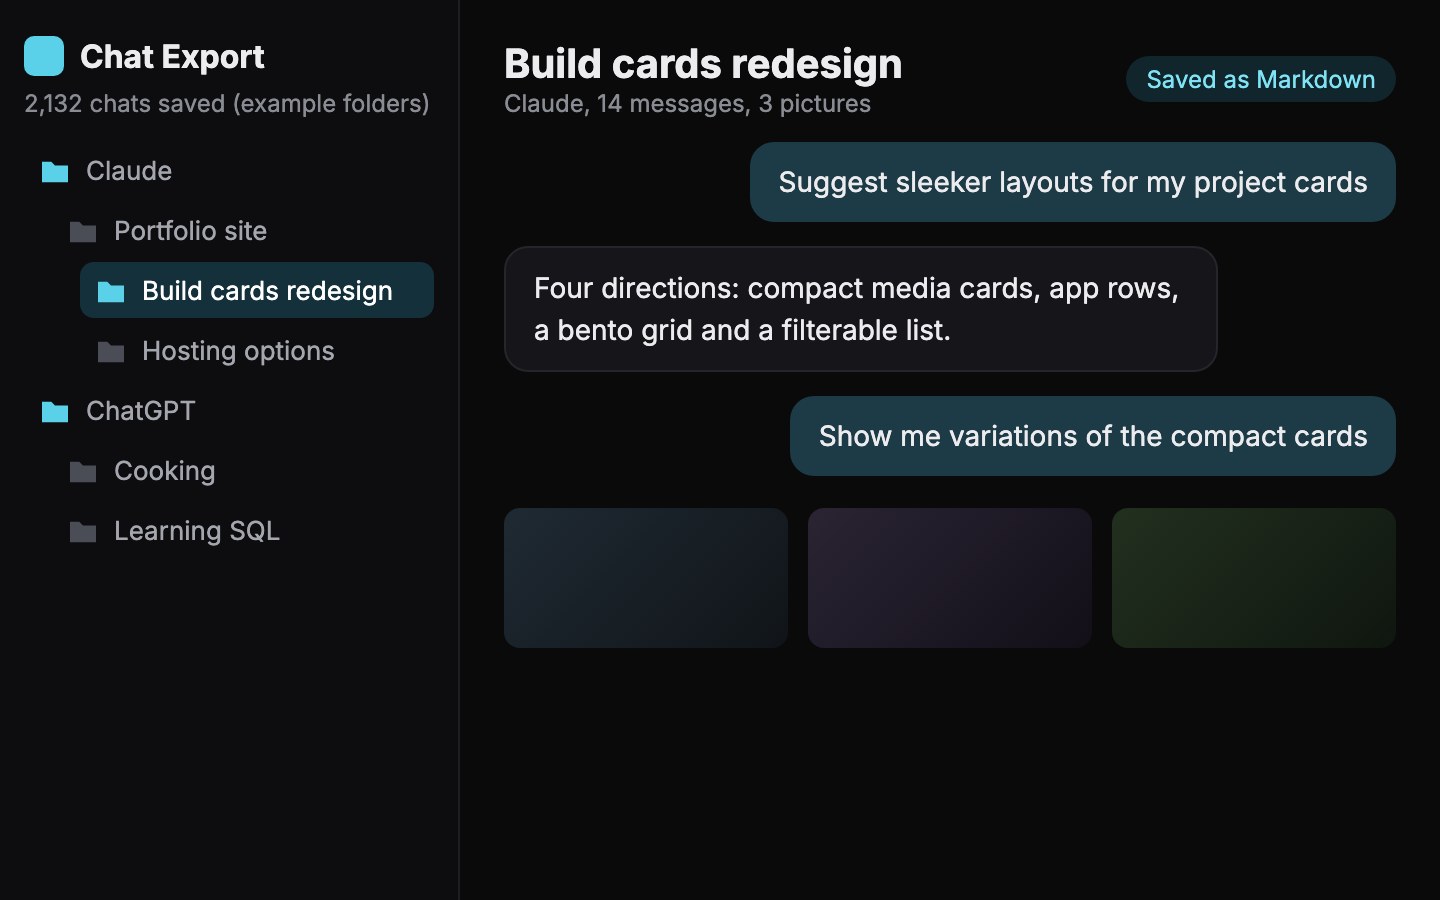 Chat Export
2,132 chats saved (example folders)
Claude
Portfolio site
Build cards redesign
Hosting options
ChatGPT
Cooking
Learning SQL
Build cards redesign
Claude, 14 messages, 3 pictures
Saved as Markdown
Suggest sleeker layouts for my project cards
Four directions: compact media cards, app rows,
a bento grid and a filterable list.
Show me variations of the compact cards